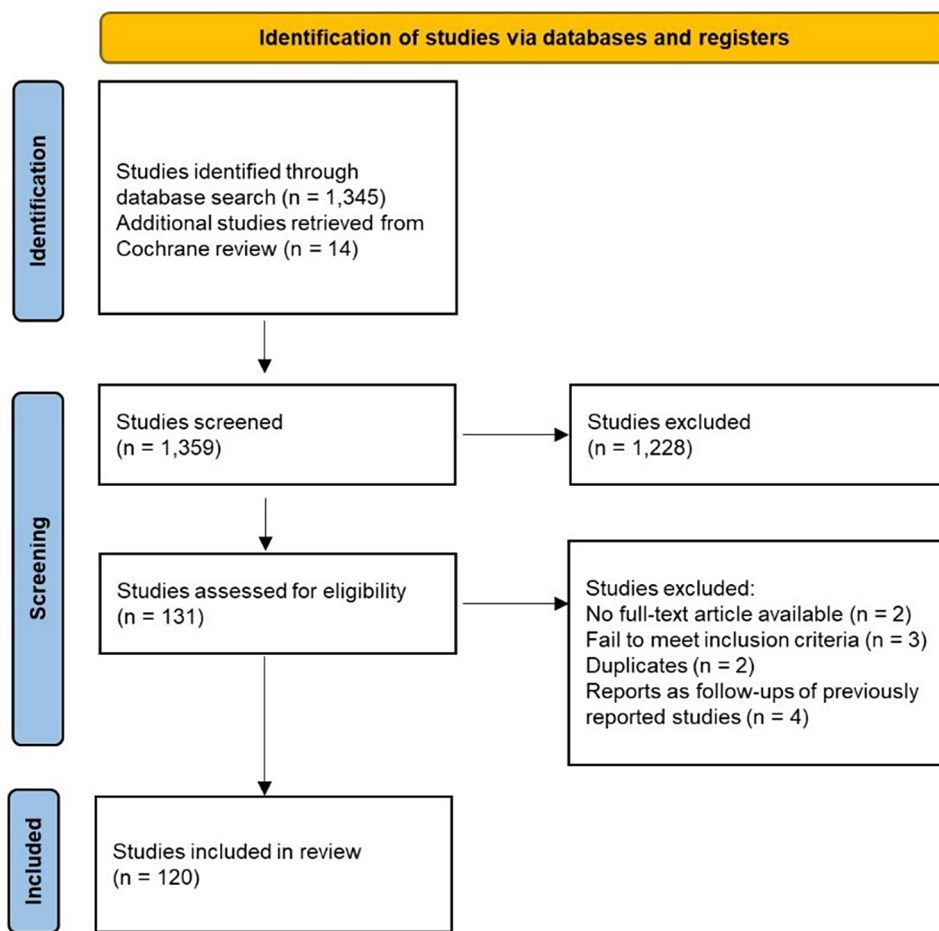 Identification of studies via databases and registers
Identification
Studies identified through
database search (n = 1,345)
Additional studies retrieved from
Cochrane review (n = 14)
Screening
Studies screened
(n = 1,359)
Studies excluded
(n = 1,228)
Studies assessed for eligibility
(n = 131)
Studies excluded:
No full-text article available (n = 2)
Fail to meet inclusion criteria (n = 3)
Duplicates (n = 2)
Reports as follow-ups of previously
reported studies (n = 4)
Included
Studies included in review
(n = 120)